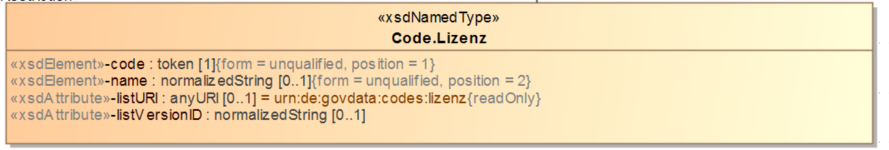 «xsdNamedType»
Code.Lizenz
«xsdElement»-code : token [1]{form = unqualified, position = 1}
«xsdElement»-name : normalizedString [0..1]{form = unqualified, position = 2}
«xsdAttribute»-listURI : anyURI [0..1] = urn:de:govdata:codes:lizenz{readOnly}
«xsdAttribute»-listVersionID : normalizedString [0..1]